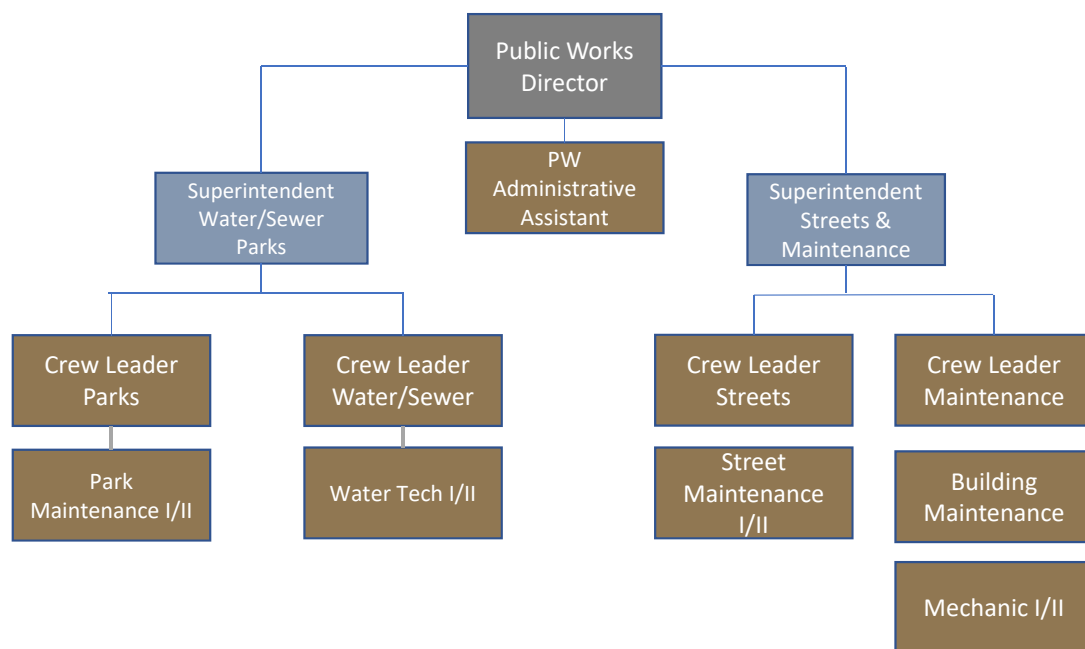 Public Works
Director
PW
Administrative
Assistant
Superintendent
Water/Sewer
Parks
Superintendent
Streets &
Maintenance
Crew Leader
Parks
Crew Leader
Water/Sewer
Crew Leader
Streets
Crew Leader
Maintenance
Park
Maintenance I/II
Water Tech I/II
Street
Maintenance
I/II
Building
Maintenance
Mechanic I/II